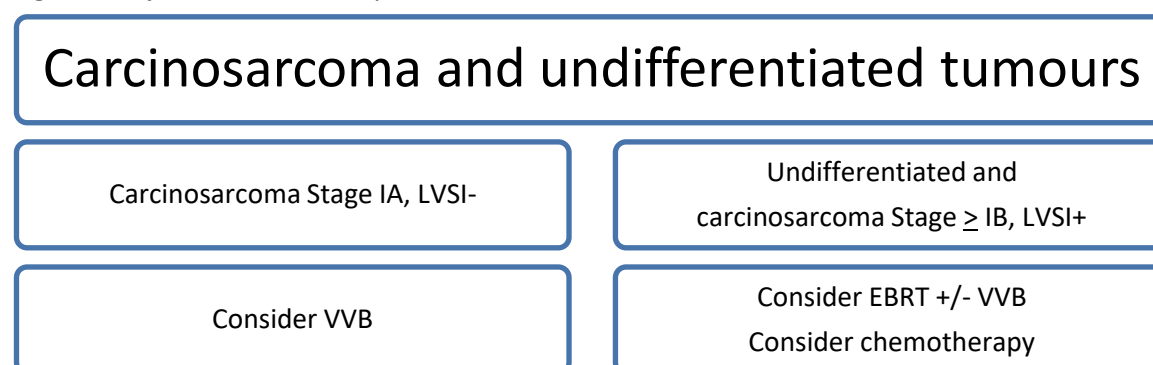 Carcinosarcoma and undifferentiated tumours
Carcinosarcoma Stage IA, LVSI-
Undifferentiated and
carcinosarcoma Stage ≥ IB, LVSI+
Consider VVB
Consider EBRT +/- VVB
Consider chemotherapy